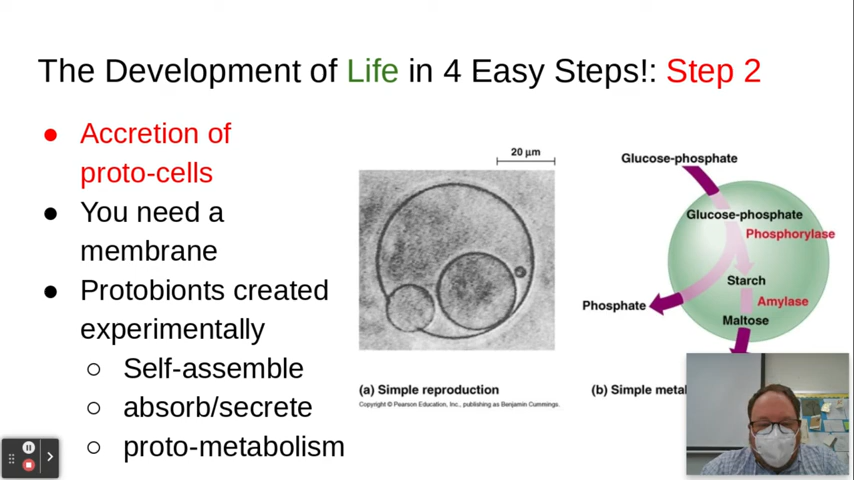 The Development of Life in 4 Easy Steps!: Step 2
● Accretion of
proto-cells
● You need a
membrane
● Protobionts created
experimentally
○ Self-assemble
○ absorb/secrete
○ proto-metabolism
20 μm
(a) Simple reproduction
Copyright © Pearson Education, Inc., publishing as Benjamin Cummings.
Glucose-phosphate
Glucose-phosphate
Phosphorylase
Starch
Phosphate
Amylase
Maltose
(b) Simple metal